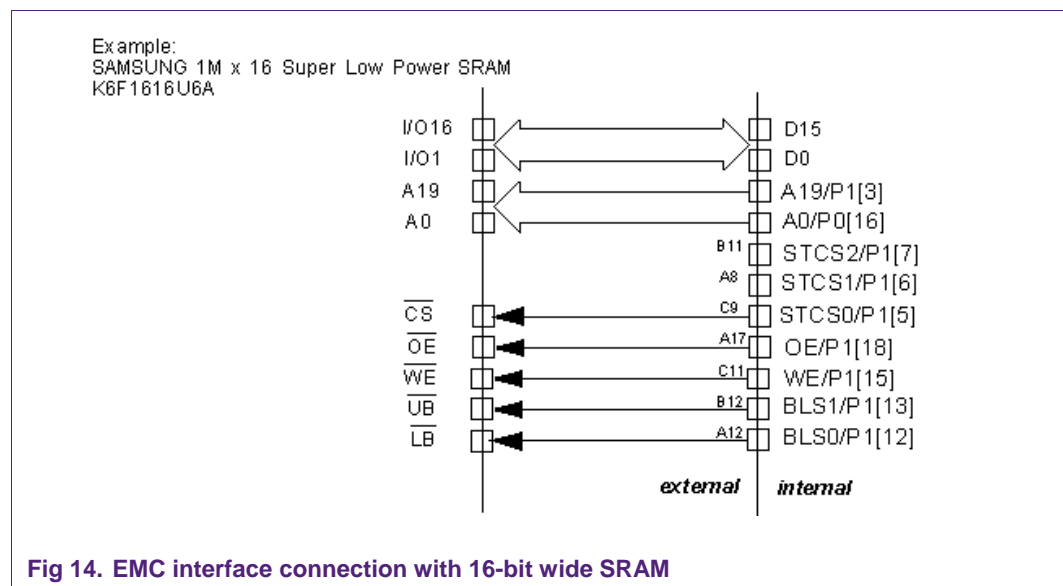 Example:
SAMSUNG 1M x 16 Super Low Power SRAM
K6F1616U6A
I/O16 D15
I/O1 D0
A19 A19/P1[3]
A0 A0/P0[16]
B11 STCS2/P1[7]
A8 STCS1/P1[6]
CS C9 STCS0/P1[5]
OE A17 OE/P1[18]
WE C11 WE/P1[15]
UB B12 BLS1/P1[13]
LB A12 BLS0/P1[12]
external internal
Fig 14. EMC interface connection with 16-bit wide SRAM